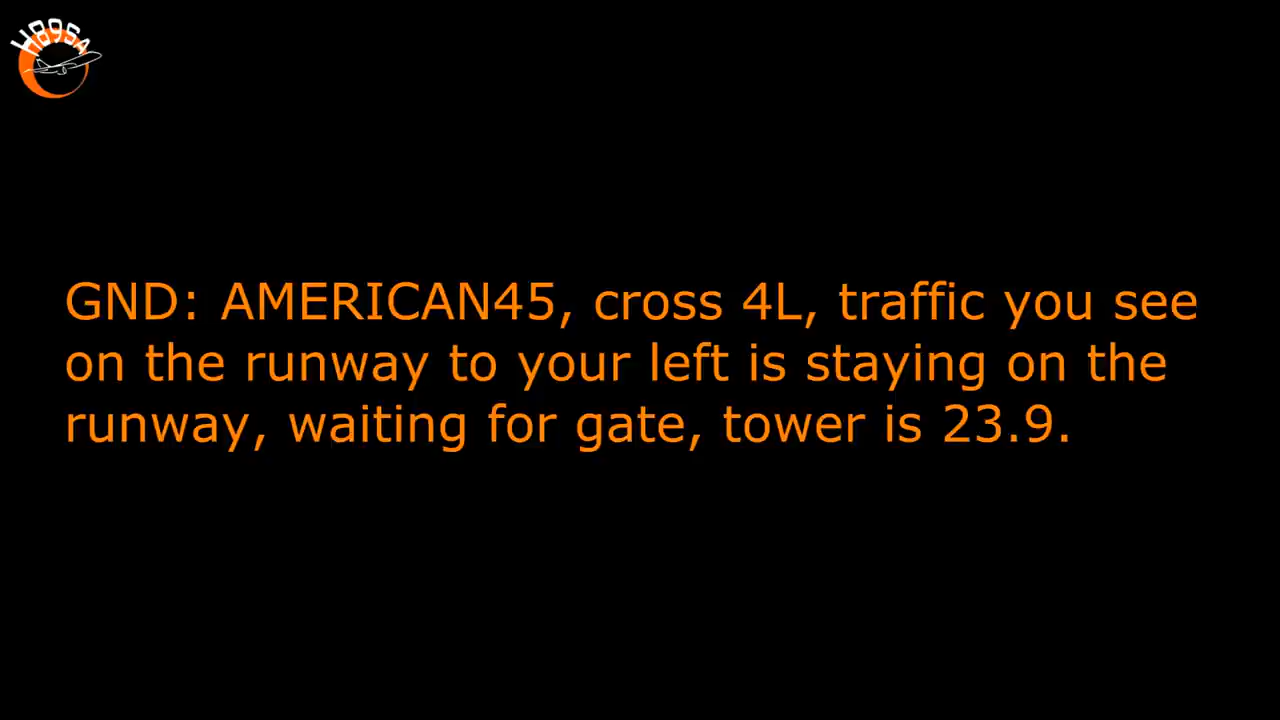 H89SA
GND: AMERICAN45, cross 4L, traffic you see
on the runway to your left is staying on the
runway, waiting for gate, tower is 23.9.